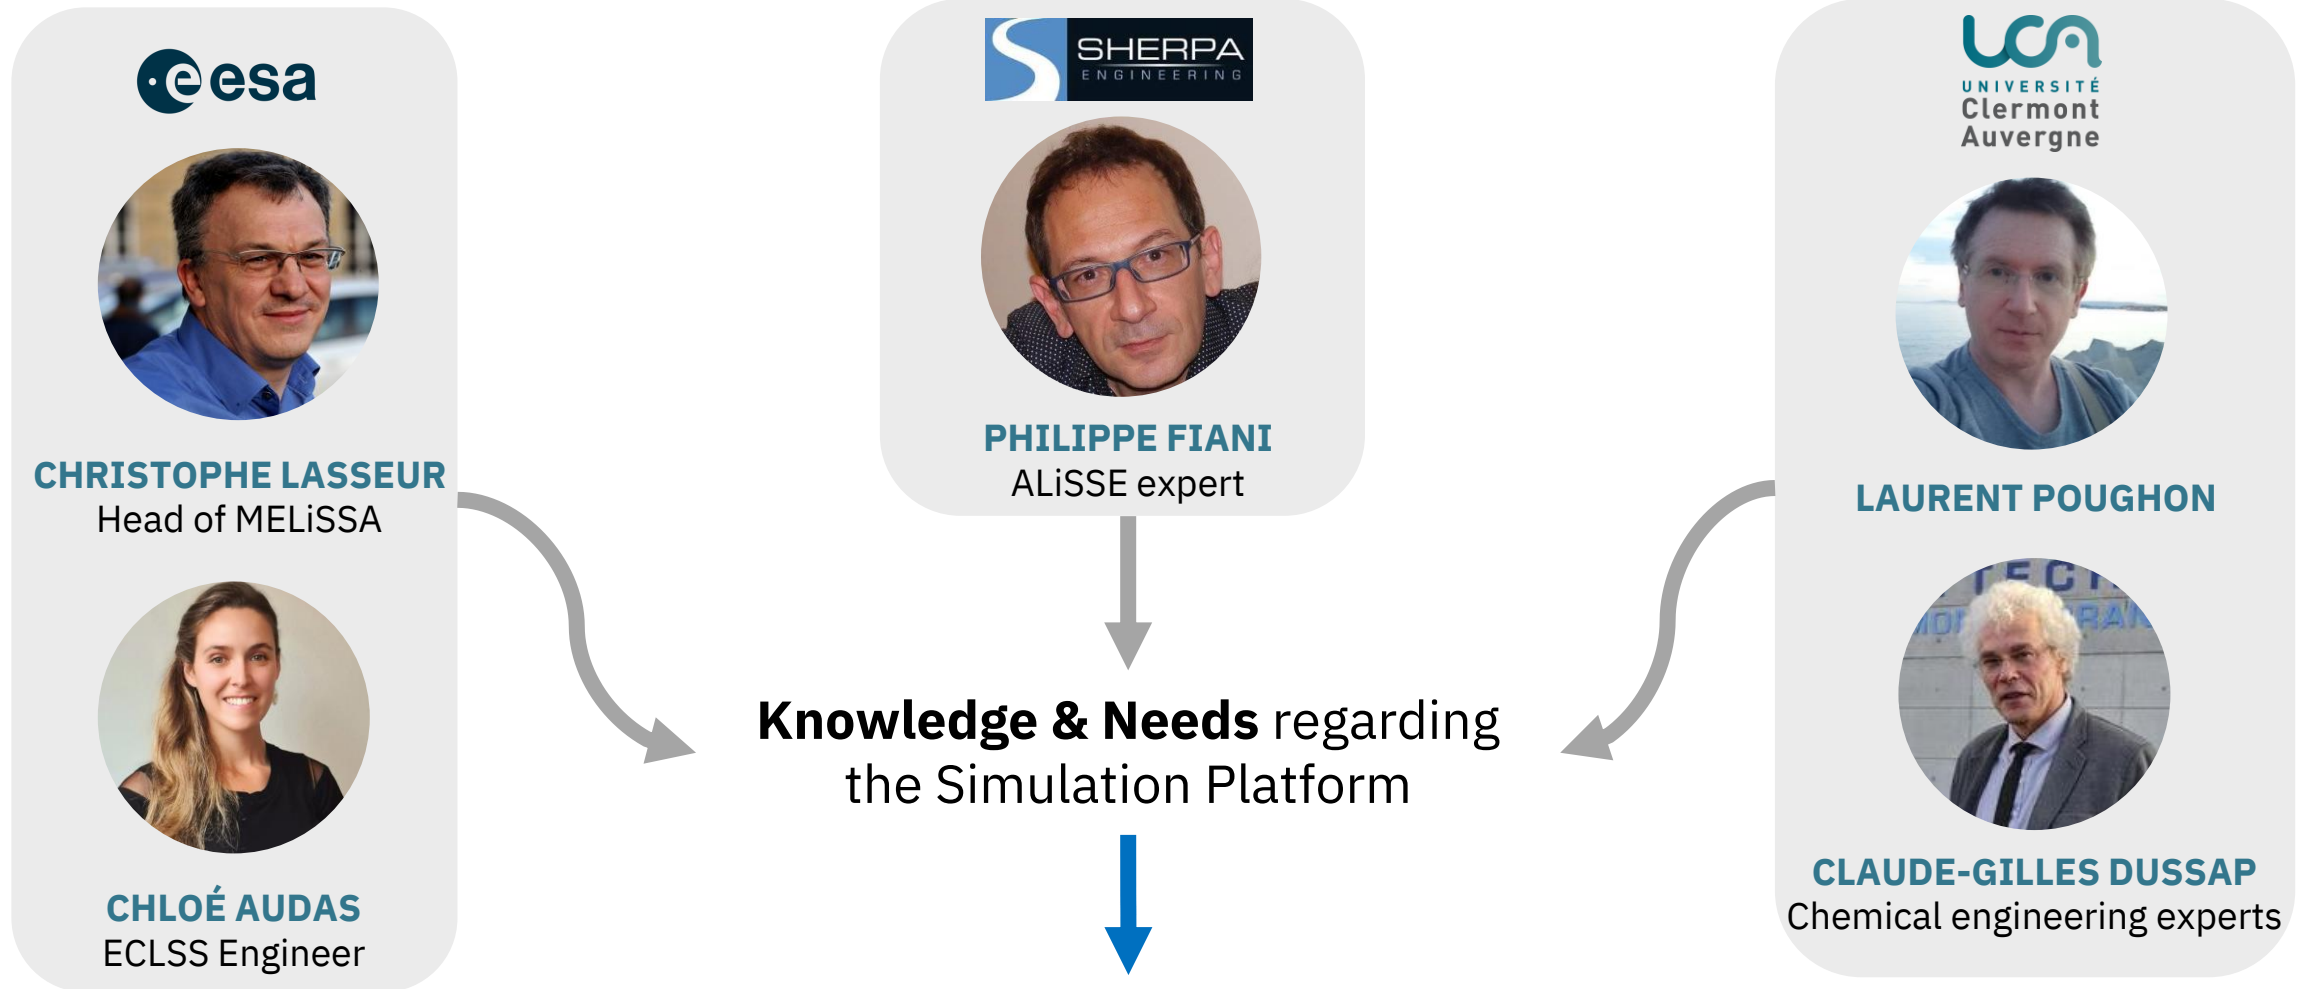 esa
CHRISTOPHE LASSEUR
Head of MELiSSA
CHLOÉ AUDAS
ECLSS Engineer
SHERPA
ENGINEERING
PHILIPPE FIANI
ALiSSE expert
Knowledge & Needs regarding
the Simulation Platform
UCA
UNIVERSITÉ
Clermont
Auvergne
LAURENT POUGHON
CLAUDE-GILLES DUSSAP
Chemical engineering experts